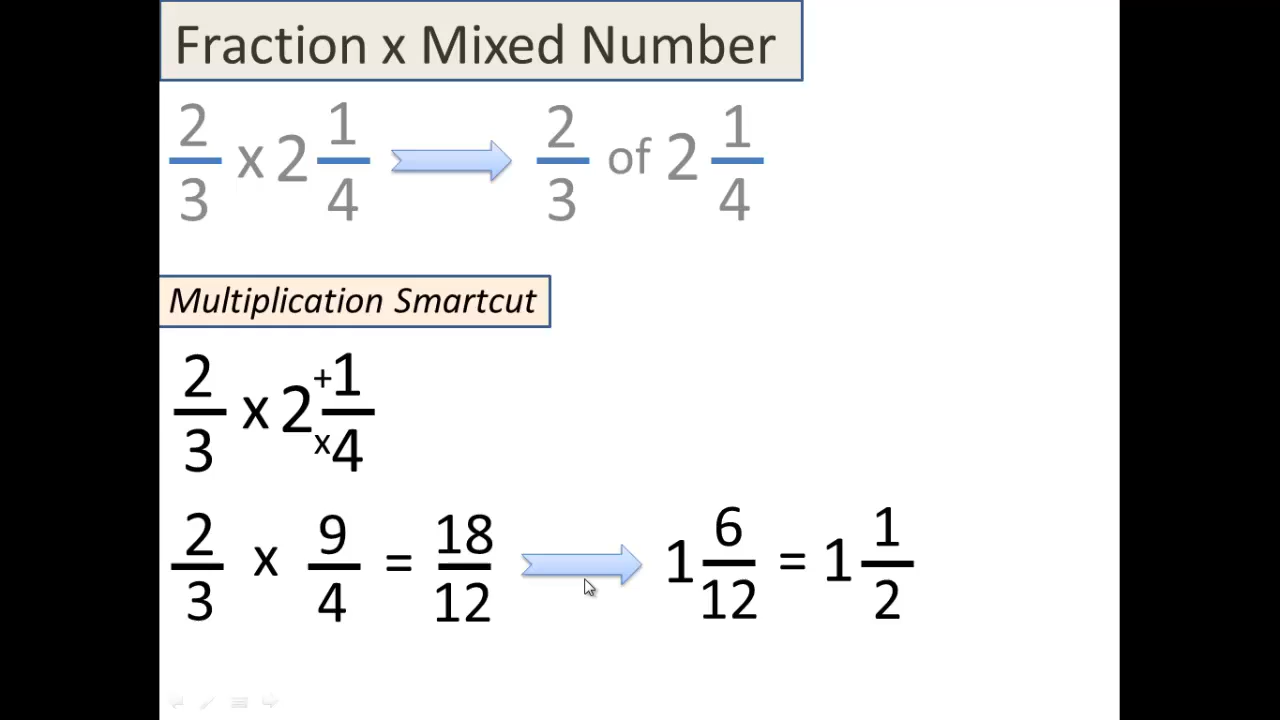 Fraction x Mixed Number
2/3 x 2 1/4 2/3 of 2 1/4
Multiplication Smartcut
2/3 x 2 + 1/x 4
2/3 x 9/4 = 18/12 1 6/12 = 1 1/2